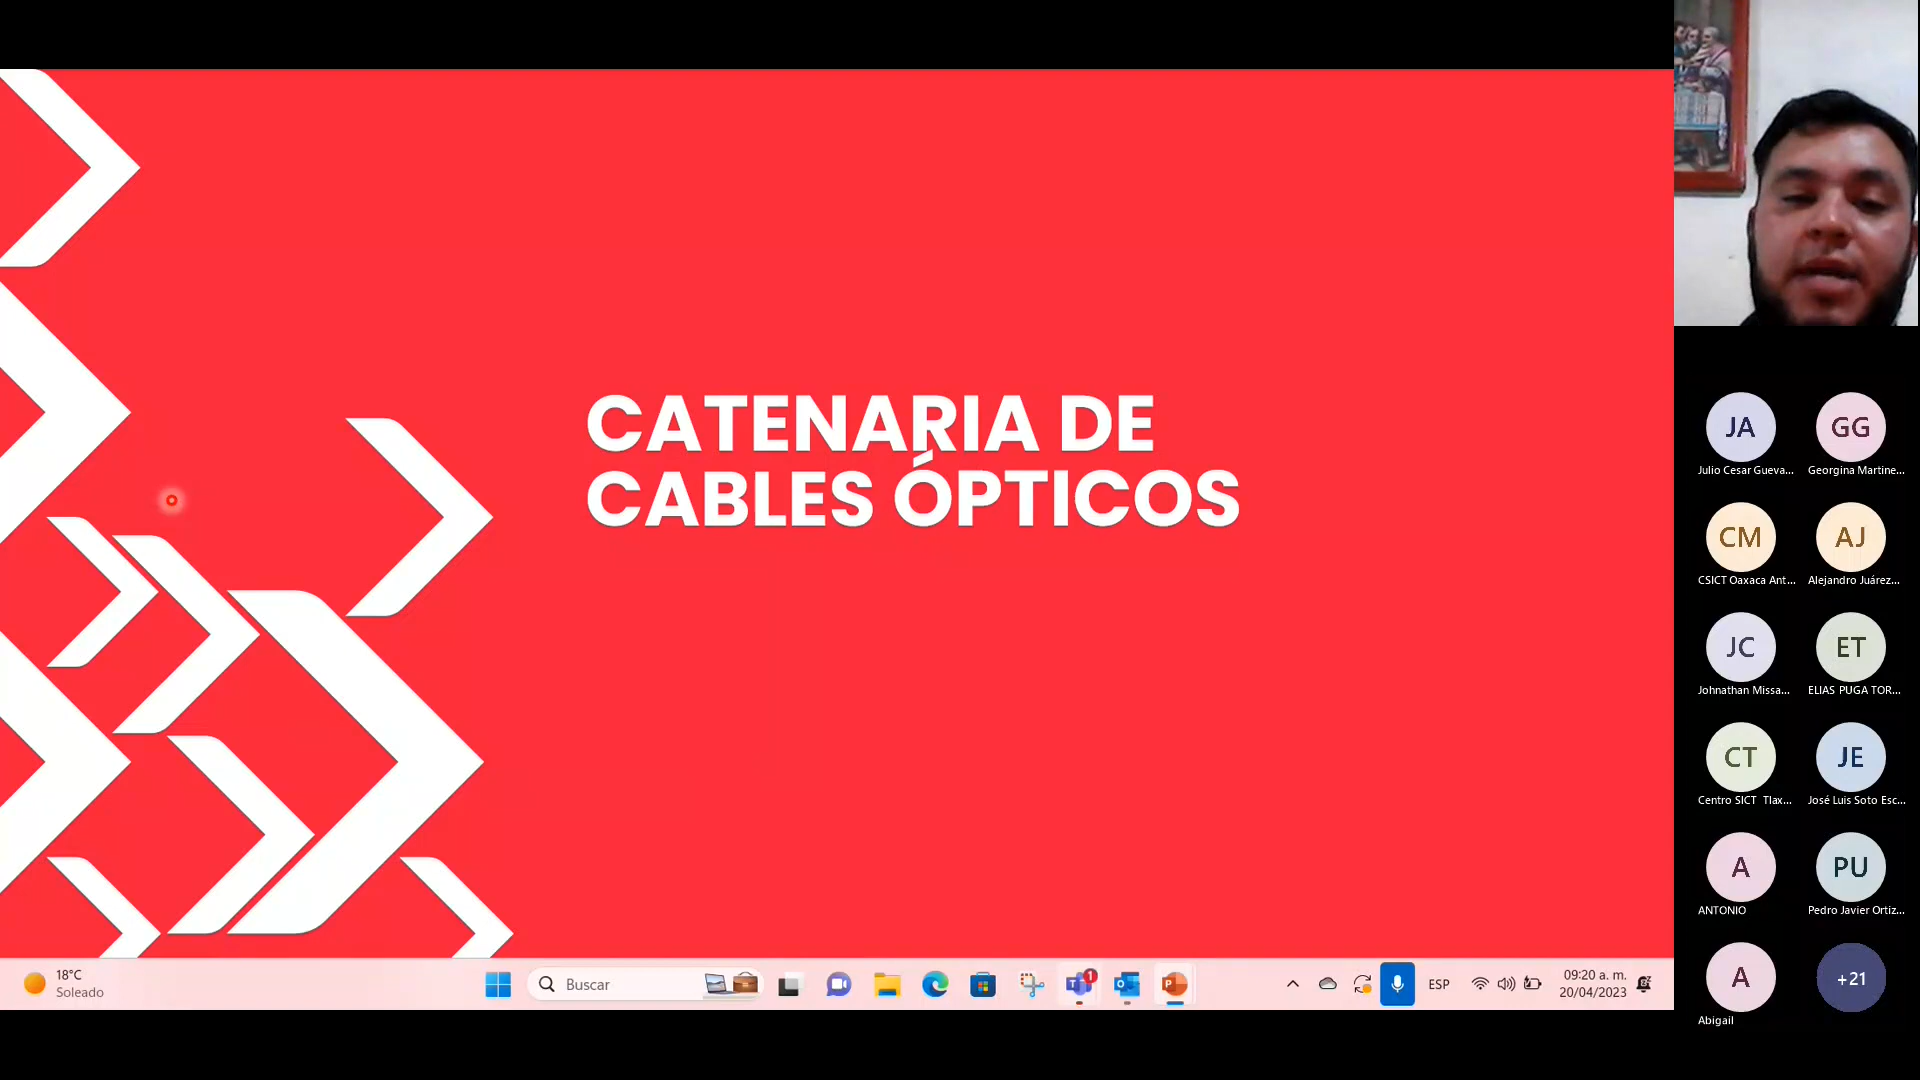 CATENARIA DE
CABLES ÓPTICOS
JA
Julio Cesar Gueva...
GG
Georgina Martine...
CM
CSICT Oaxaca Ant...
AJ
Alejandro Juárez...
JC
Johnathan Missa...
ET
ELIAS PUGA TOR...
CT
Centro SICT Tlax...
JE
José Luis Soto Esc...
A
ANTONIO
PU
Pedro Javier Ortiz...
A
Abigail
+21
18°C
Soleado
Buscar
1
ESP
09:20 a. m.
20/04/2023